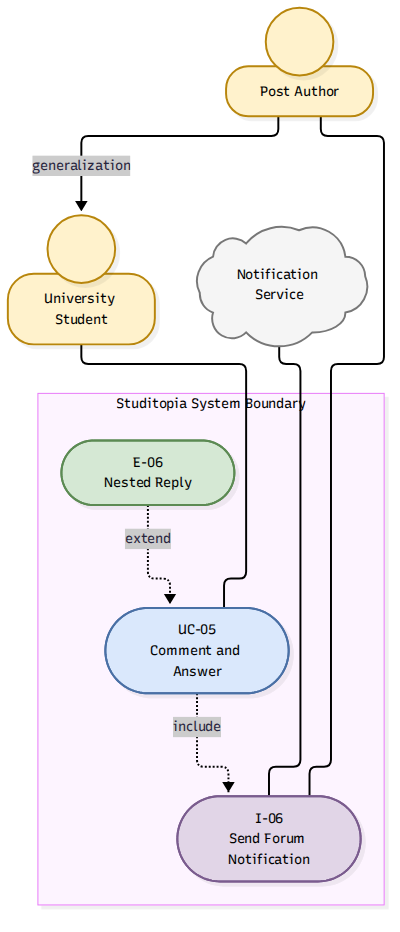 Post Author
generalization
University
Student
Notification
Service
Studitopia System Boundary
E-06
Nested Reply
extend
UC-05
Comment and
Answer
include
I-06
Send Forum
Notification